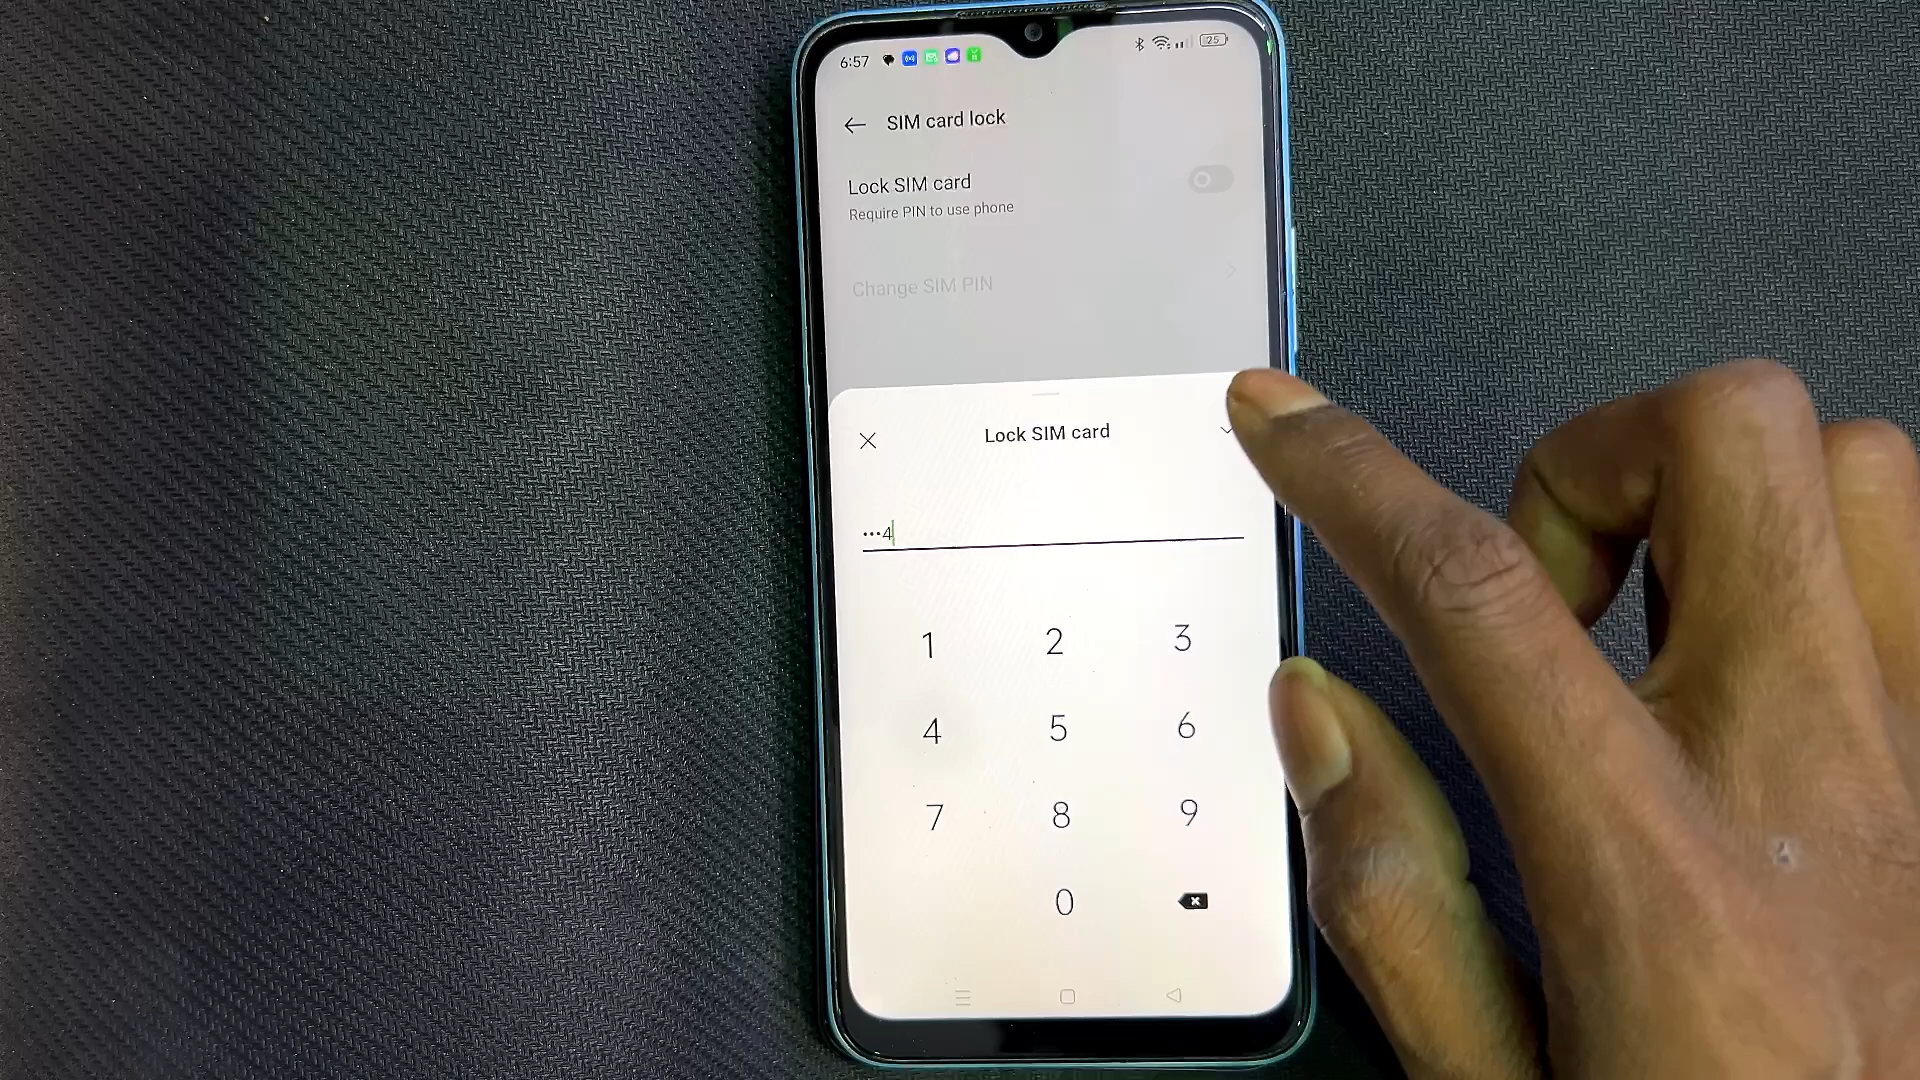 6:57 25
SIM card lock
Lock SIM card
Require PIN to use phone
Change SIM PIN
Lock SIM card
•••4
1 2 3
4 5 6
7 8 9
0